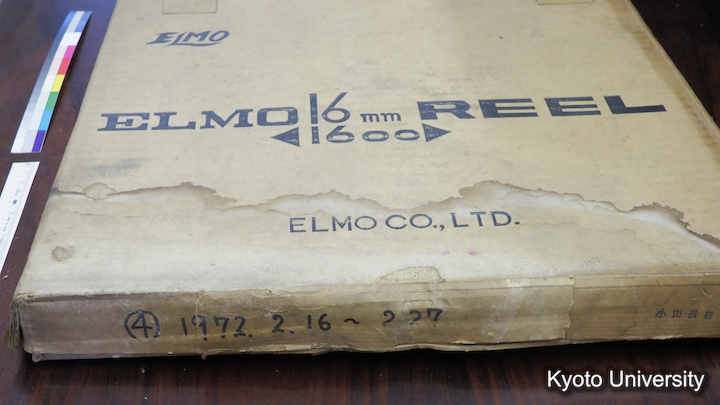 ELMO
ELMO 16 mm REEL
◀1600▶
ELMO CO., LTD.
④ 1972. 2. 16 ~ 2 27
Kyoto University